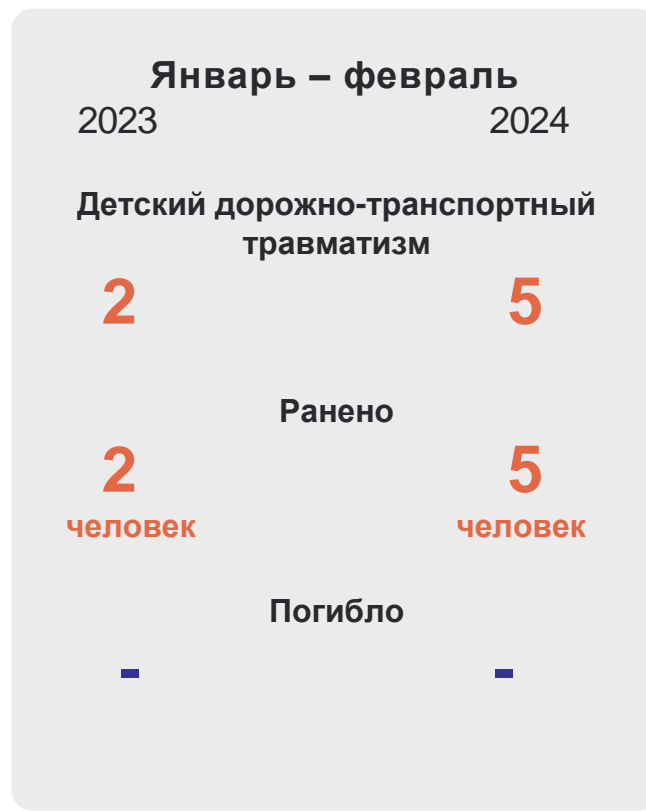 Январь – февраль
2023 2024
Детский дорожно-транспортный
травматизм
2 5
Ранено
2 5
человек человек
Погибло
- -